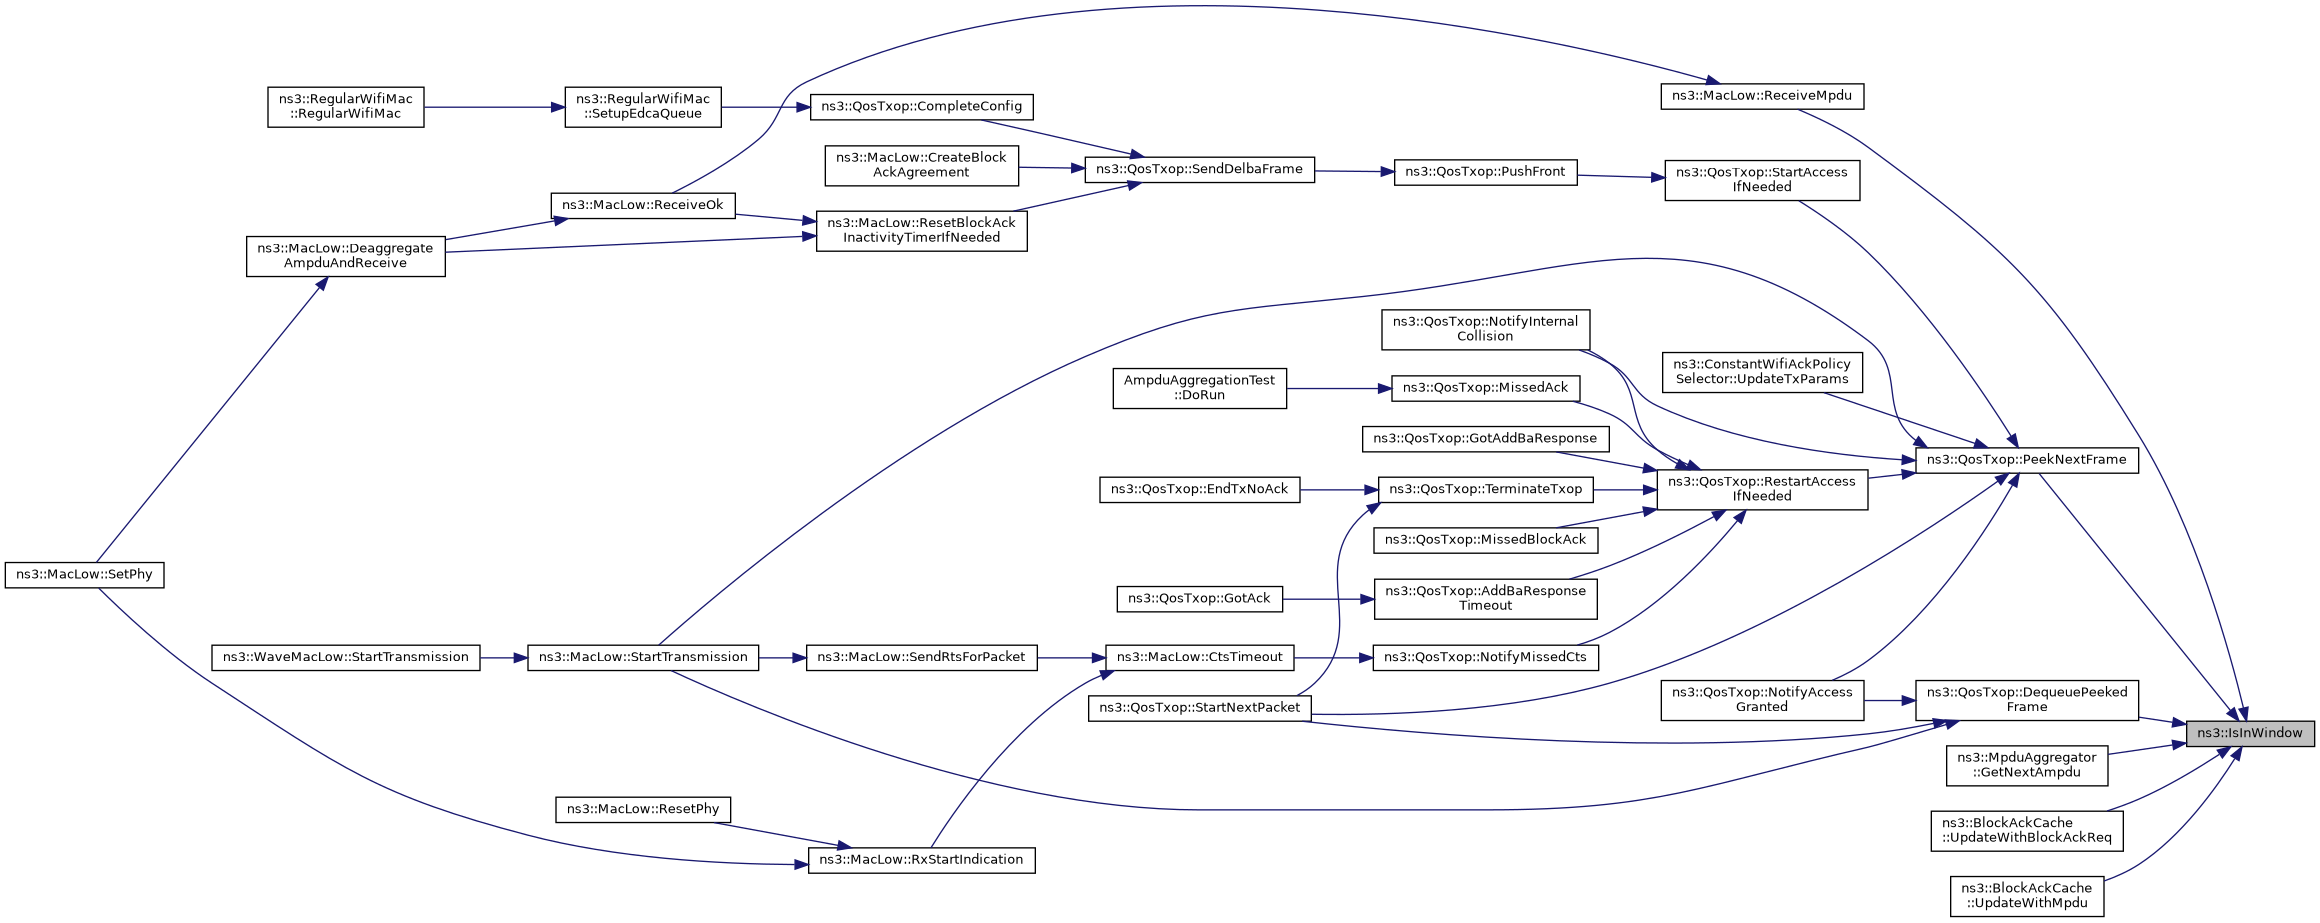 ns3::RegularWifiMac
::RegularWifiMac
ns3::RegularWifiMac
::SetupEdcaQueue
ns3::QosTxop::CompleteConfig
ns3::MacLow::ReceiveMpdu
ns3::MacLow::CreateBlock
AckAgreement
ns3::QosTxop::SendDelbaFrame
ns3::QosTxop::PushFront
ns3::QosTxop::StartAccess
IfNeeded
ns3::MacLow::ReceiveOk
ns3::MacLow::ResetBlockAck
InactivityTimerIfNeeded
ns3::MacLow::Deaggregate
AmpduAndReceive
ns3::QosTxop::NotifyInternal
Collision
ns3::ConstantWifiAckPolicy
Selector::UpdateTxParams
AmpduAggregationTest
::DoRun
ns3::QosTxop::MissedAck
ns3::QosTxop::GotAddBaResponse
ns3::QosTxop::PeekNextFrame
ns3::QosTxop::EndTxNoAck
ns3::QosTxop::TerminateTxop
ns3::QosTxop::RestartAccess
IfNeeded
ns3::QosTxop::MissedBlockAck
ns3::MacLow::SetPhy
ns3::QosTxop::GotAck
ns3::QosTxop::AddBaResponse
Timeout
ns3::WaveMacLow::StartTransmission
ns3::MacLow::StartTransmission
ns3::MacLow::SendRtsForPacket
ns3::MacLow::CtsTimeout
ns3::QosTxop::NotifyMissedCts
ns3::QosTxop::StartNextPacket
ns3::QosTxop::NotifyAccess
Granted
ns3::QosTxop::DequeuePeeked
Frame
ns3::IsInWindow
ns3::MpduAggregator
::GetNextAmpdu
ns3::MacLow::ResetPhy
ns3::BlockAckCache
::UpdateWithBlockAckReq
ns3::MacLow::RxStartIndication
ns3::BlockAckCache
::UpdateWithMpdu